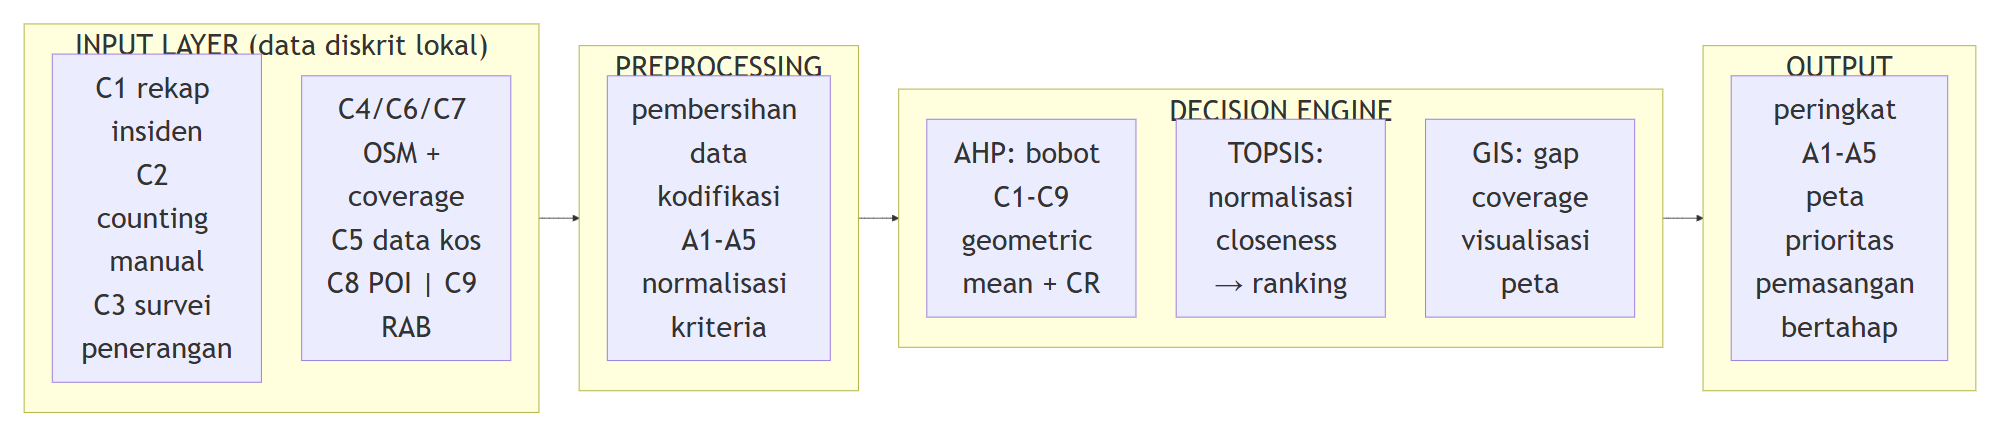 INPUT LAYER (data diskrit lokal)
C1 rekap
insiden
C2
counting
manual
C3 survei
penerangan
C4/C6/C7
OSM +
coverage
C5 data kos
C8 POI | C9
RAB
PREPROCESSING
pembersihan
data
kodifikasi
A1-A5
normalisasi
kriteria
DECISION ENGINE
AHP: bobot
C1-C9
geometric
mean + CR
TOPSIS:
normalisasi
closeness
→ ranking
GIS: gap
coverage
visualisasi
peta
OUTPUT
peringkat
A1-A5
peta
prioritas
pemasangan
bertahap